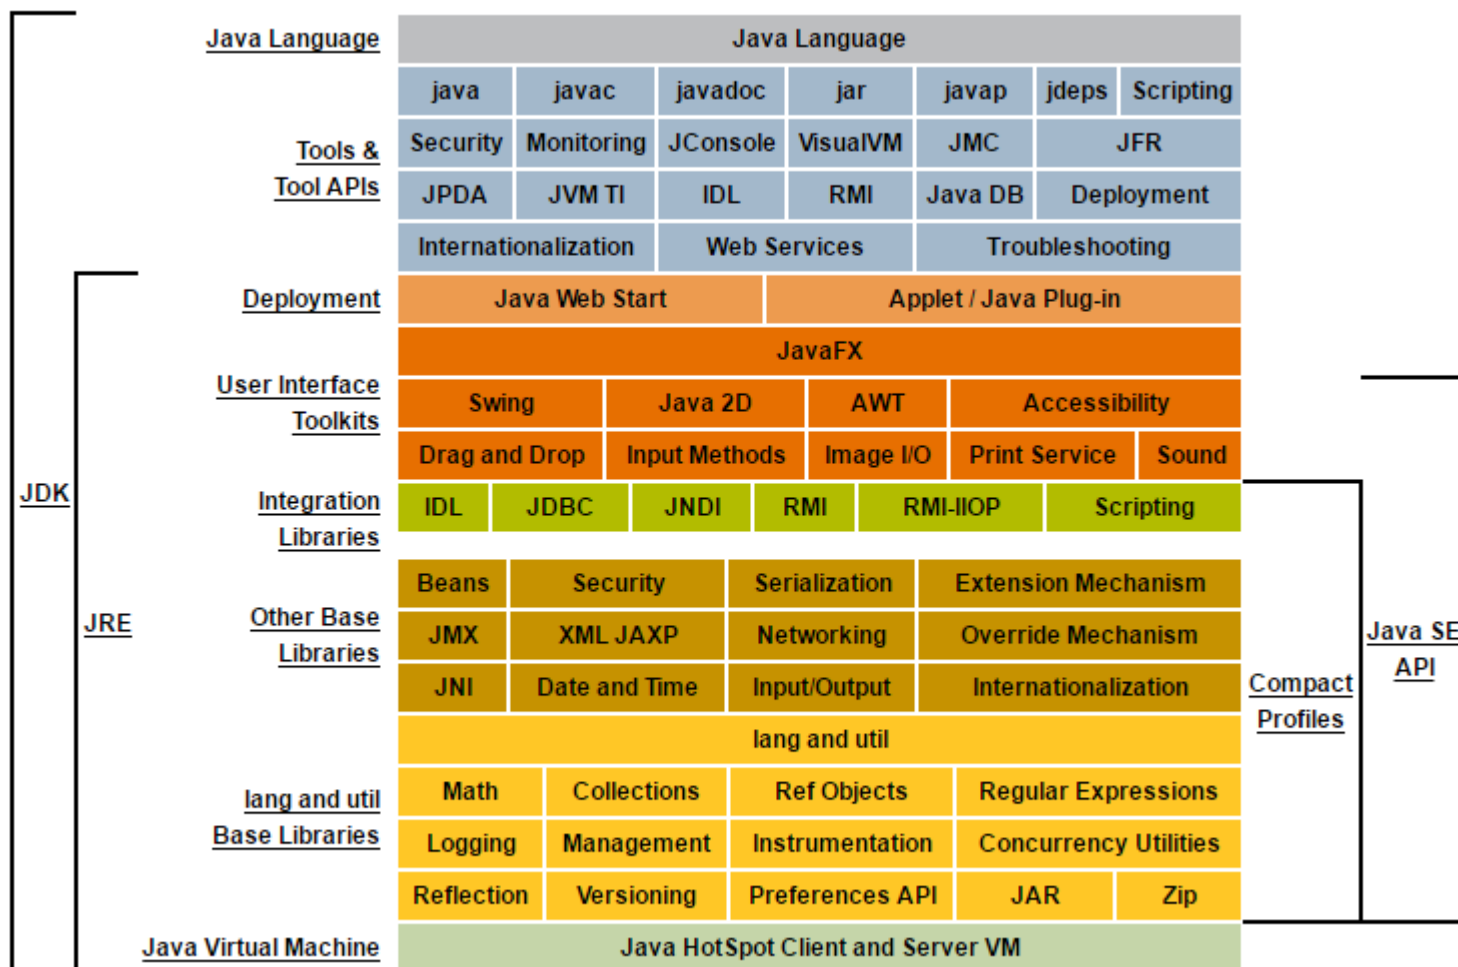 Java Language
Java Language
java javac javadoc jar javap jdeps Scripting
Tools &
Tool APIs
Security Monitoring JConsole VisualVM JMC JFR
JPDA JVM TI IDL RMI Java DB Deployment
Internationalization Web Services Troubleshooting
Deployment
Java Web Start Applet / Java Plug-in
JavaFX
User Interface
Toolkits
Swing Java 2D AWT Accessibility
Drag and Drop Input Methods Image I/O Print Service Sound
JDK
Integration
Libraries
IDL JDBC JNDI RMI RMI-IIOP Scripting
JRE
Other Base
Libraries
Beans Security Serialization Extension Mechanism
JMX XML JAXP Networking Override Mechanism
JNI Date and Time Input/Output Internationalization
Java SE
API
Compact
Profiles
lang and util
lang and util
Base Libraries
Math Collections Ref Objects Regular Expressions
Logging Management Instrumentation Concurrency Utilities
Reflection Versioning Preferences API JAR Zip
Java Virtual Machine
Java HotSpot Client and Server VM